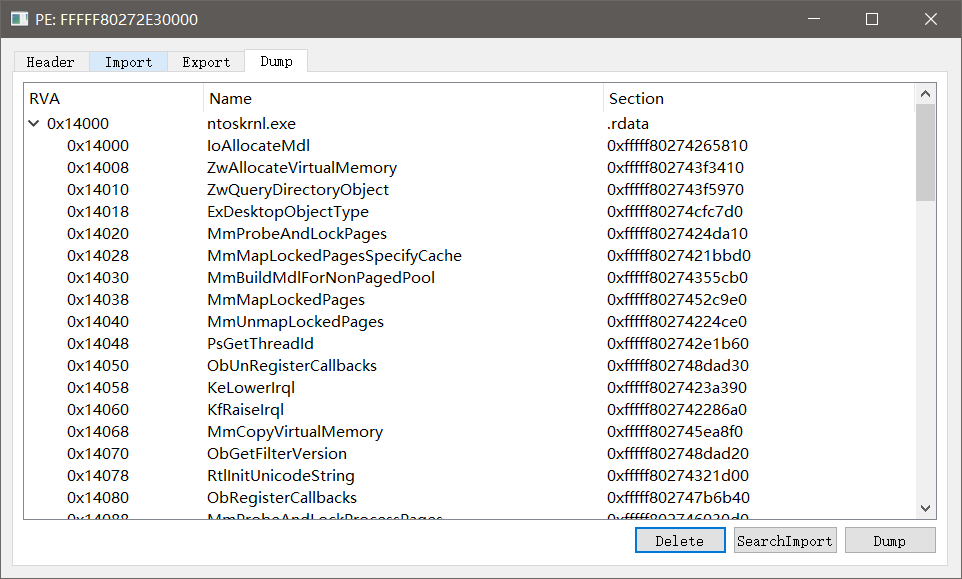 PE: FFFFF80272E30000
Header Import Export Dump
RVA Name Section
0x14000 ntoskrnl.exe .rdata
0x14000 IoAllocateMdl 0xfffff80274265810
0x14008 ZwAllocateVirtualMemory 0xfffff802743f3410
0x14010 ZwQueryDirectoryObject 0xfffff802743f5970
0x14018 ExDesktopObjectType 0xfffff80274cfc7d0
0x14020 MmProbeAndLockPages 0xfffff8027424da10
0x14028 MmMapLockedPagesSpecifyCache 0xfffff8027421bbd0
0x14030 MmBuildMdlForNonPagedPool 0xfffff80274355cb0
0x14038 MmMapLockedPages 0xfffff8027452c9e0
0x14040 MmUnmapLockedPages 0xfffff80274224ce0
0x14048 PsGetThreadId 0xfffff802742e1b60
0x14050 ObUnRegisterCallbacks 0xfffff802748dad30
0x14058 KeLowerIrql 0xfffff8027423a390
0x14060 KfRaiseIrql 0xfffff802742286a0
0x14068 MmCopyVirtualMemory 0xfffff802745ea8f0
0x14070 ObGetFilterVersion 0xfffff802748dad20
0x14078 RtlInitUnicodeString 0xfffff80274321d00
0x14080 ObRegisterCallbacks 0xfffff802747b6b40
0x14088 MmProbeAndLockProcessPages 0xfffff802746030d0
Delete SearchImport Dump